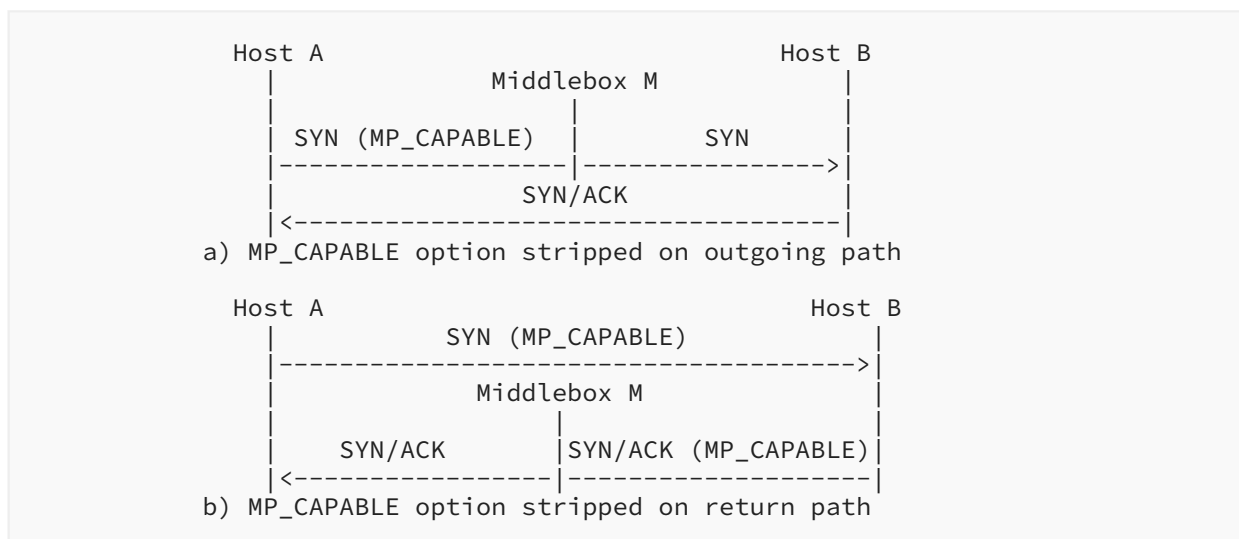 Host A Host B
Middlebox M
SYN (MP_CAPABLE) SYN
SYN/ACK
a) MP_CAPABLE option stripped on outgoing path
Host A Host B
SYN (MP_CAPABLE)
Middlebox M
SYN/ACK SYN/ACK (MP_CAPABLE)
b) MP_CAPABLE option stripped on return path